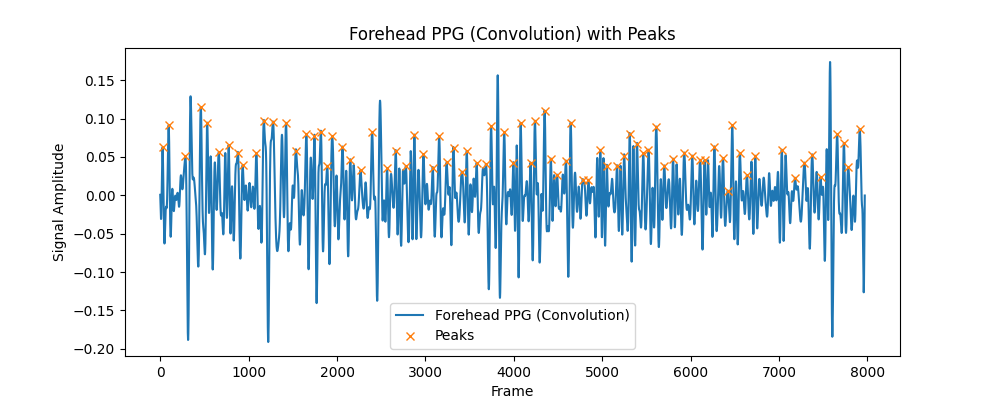 Forehead PPG (Convolution) with Peaks
Signal Amplitude
0.15
0.10
0.05
0.00
−0.05
−0.10
−0.15
−0.20
Forehead PPG (Convolution)
Peaks
0 1000 2000 3000 4000 5000 6000 7000 8000
Frame